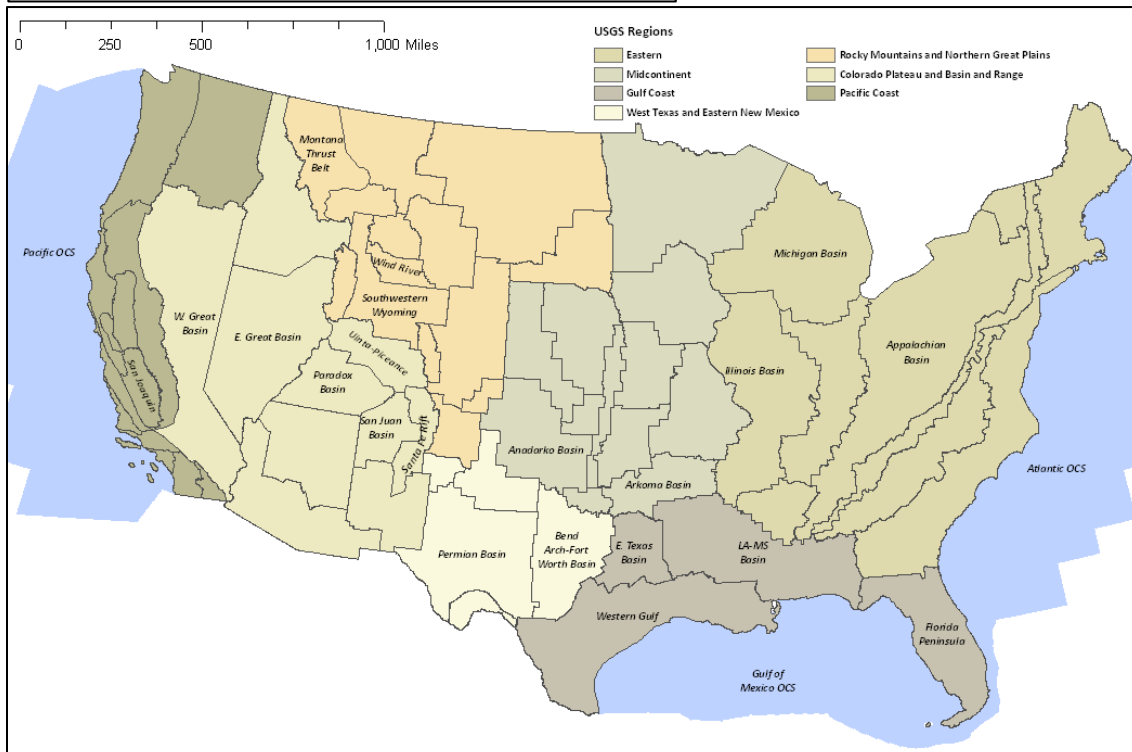 0 250 500 1,000 Miles
USGS Regions
Eastern
Midcontinent
Gulf Coast
West Texas and Eastern New Mexico
Rocky Mountains and Northern Great Plains
Colorado Plateau and Basin and Range
Pacific Coast
Montana
Thrust
Belt
Pacific OCS
Wind River
Southwestern
Wyoming
Michigan Basin
W. Great
Basin
E. Great Basin
Uinta-Piceance
Paradox
Basin
San Joaquin
San Juan
Basin
Santa Fe Rift
Appalachian
Basin
Illinois Basin
Anadarko Basin
Arkoma Basin
Atlantic OCS
Permian Basin
Bend
Arch-Fort
Worth Basin
E. Texas
Basin
LA-MS
Basin
Western Gulf
Florida
Peninsula
Gulf of
Mexico OCS